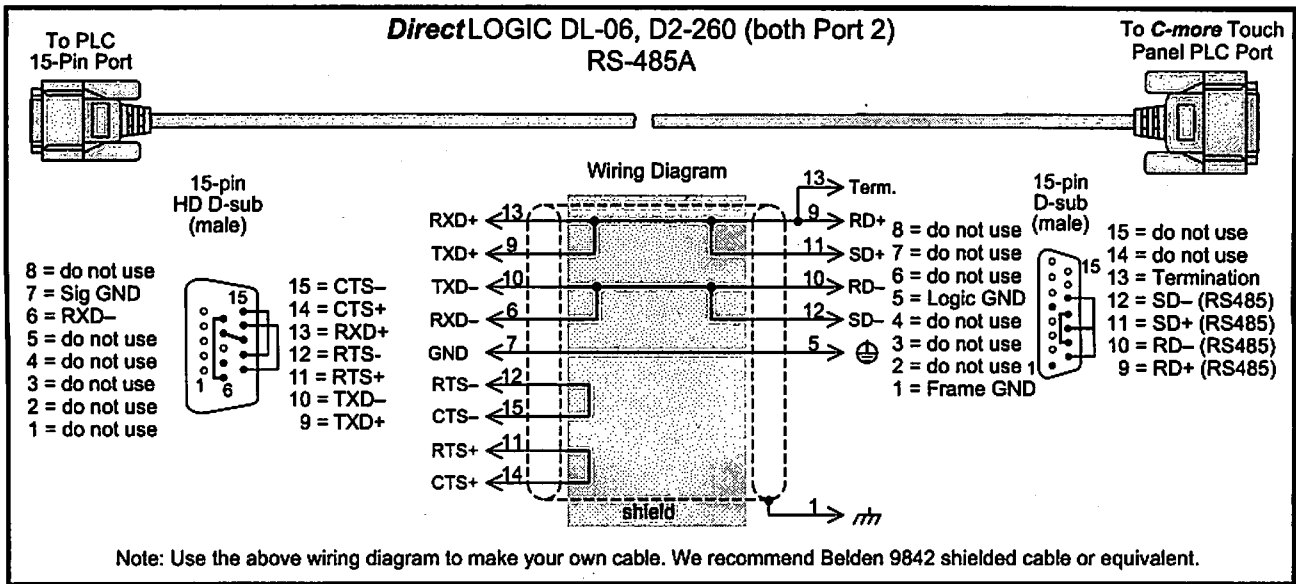 DirectLOGIC DL-06, D2-260 (both Port 2)
RS-485A
To PLC
15-Pin Port
To C-more Touch
Panel PLC Port
15-pin
HD D-sub
(male)
8 = do not use
7 = Sig GND
6 = RXD–
5 = do not use
4 = do not use
3 = do not use
2 = do not use
1 = do not use
15
1
6
15 = CTS–
14 = CTS+
13 = RXD+
12 = RTS-
11 = RTS+
10 = TXD–
9 = TXD+
Wiring Diagram
13 Term.
RXD+ 13 9 RD+
TXD+ 9 11 SD+
TXD– 10 10 RD–
RXD– 6 12 SD–
GND 7 5
RTS– 12
CTS– 15
RTS+ 11
CTS+ 14
shield
1
15-pin
D-sub
(male)
8 = do not use
7 = do not use
6 = do not use
5 = Logic GND
4 = do not use
3 = do not use
2 = do not use
1 = Frame GND
15
1
15 = do not use
14 = do not use
13 = Termination
12 = SD– (RS485)
11 = SD+ (RS485)
10 = RD– (RS485)
9 = RD+ (RS485)
Note: Use the above wiring diagram to make your own cable. We recommend Belden 9842 shielded cable or equivalent.